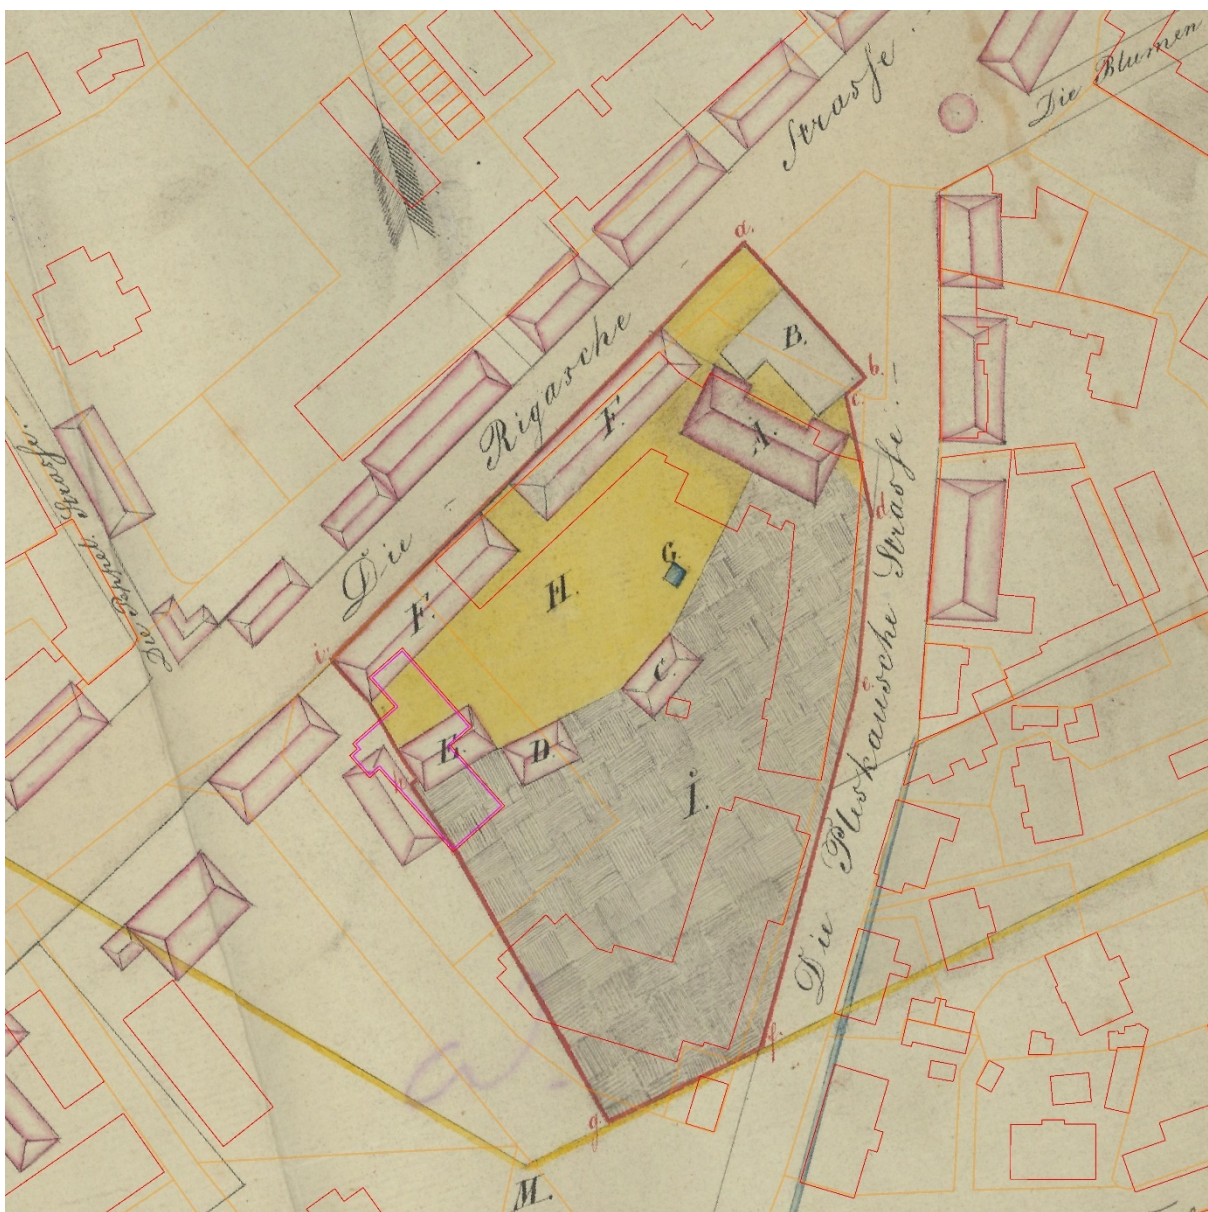 Die Blumen
Strasse
a.
B.
b.
Die Rigasche
c.
F.
A.
d.
G.
H.
F.
i.
C.
e.
E.
D.
I.
Die Pleskausche Strasse
f.
g.
M.